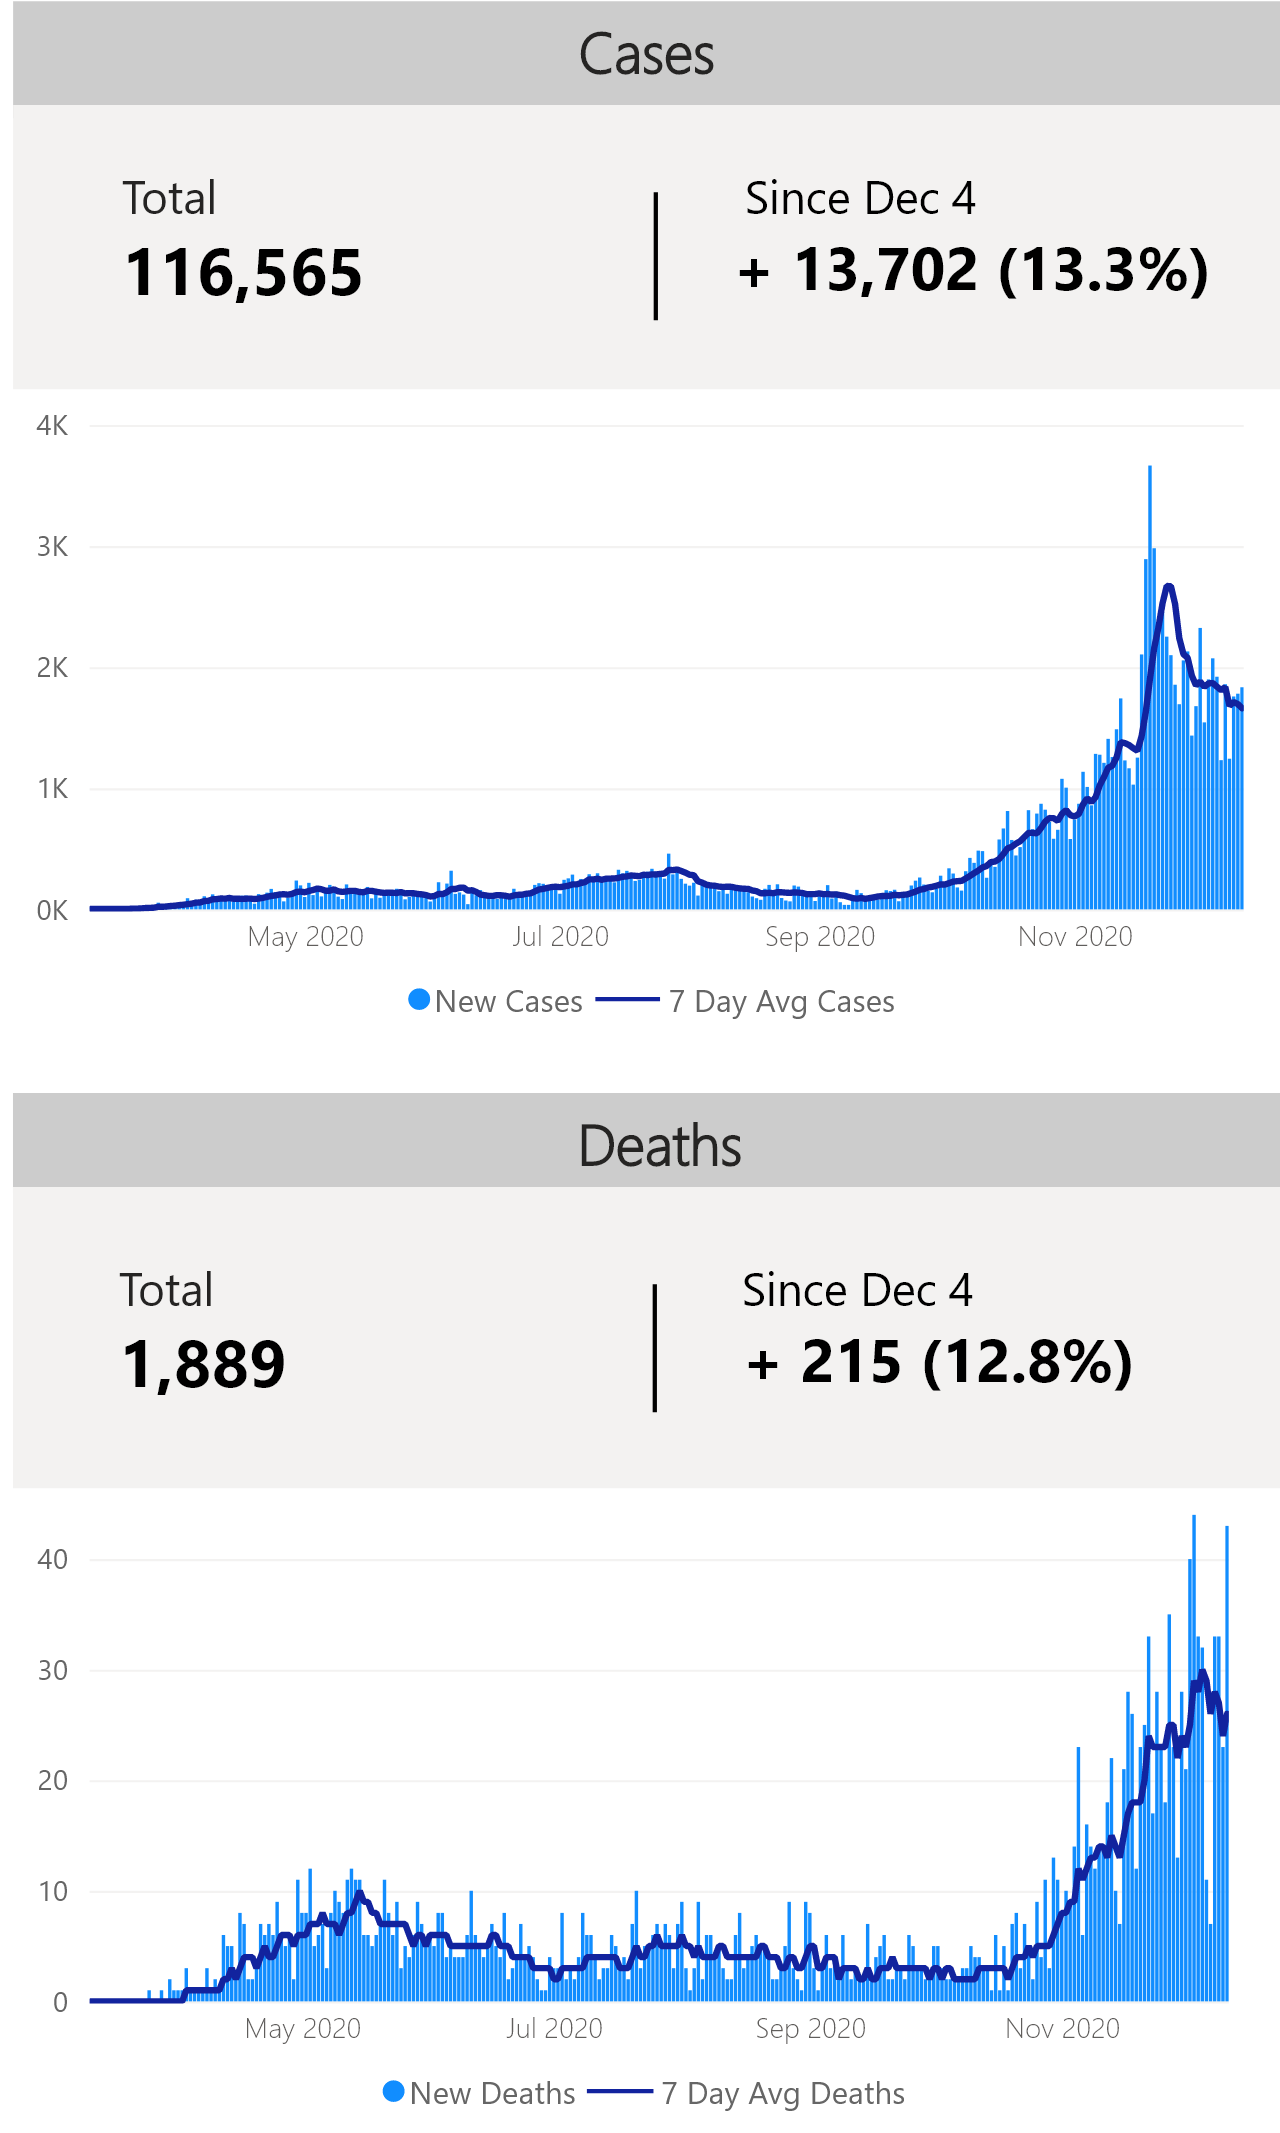 Cases
Total
Since Dec 4
116,565
+ 13,702 (13.3%)
4K
3K
2K
1K
0K
May 2020
Jul 2020
Sep 2020
Nov 2020
New Cases
7 Day Avg Cases
Deaths
Total
Since Dec 4
1,889
+ 215 (12.8%)
40
30
20
10
0
May 2020
Jul 2020
Sep 2020
Nov 2020
New Deaths
7 Day Avg Deaths